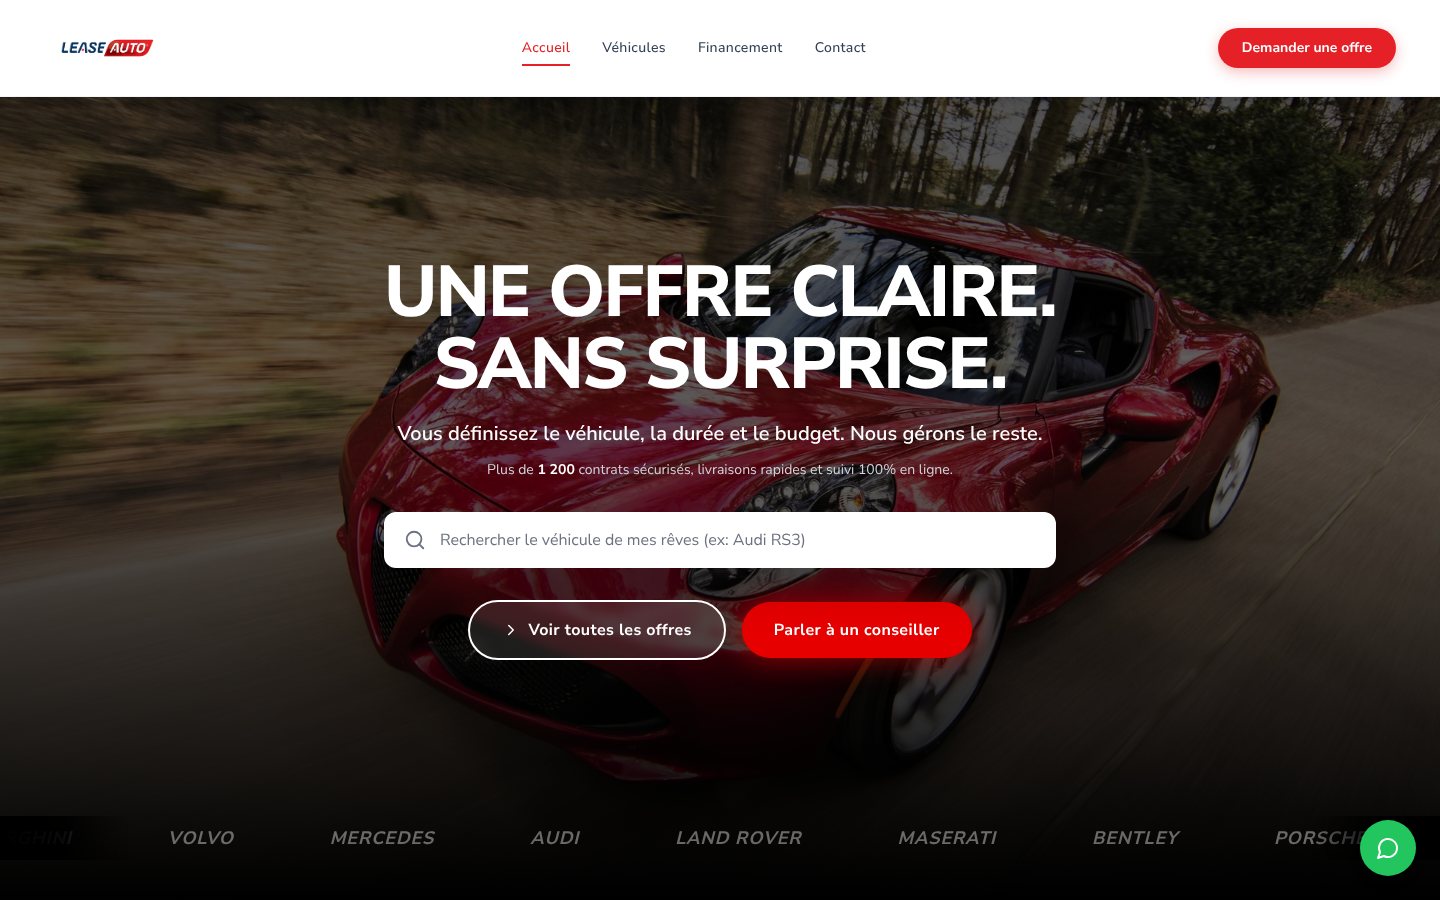 LEASE AUTO
Accueil
Véhicules
Financement
Contact
Demander une offre
UNE OFFRE CLAIRE.
SANS SURPRISE.
Vous définissez le véhicule, la durée et le budget. Nous gérons le reste.
Plus de 1 200 contrats sécurisés, livraisons rapides et suivi 100% en ligne.
Rechercher le véhicule de mes rêves (ex: Audi RS3)
Voir toutes les offres
Parler à un conseiller
VOLVO MERCEDES AUDI LAND ROVER MASERATI BENTLEY PORSCHE